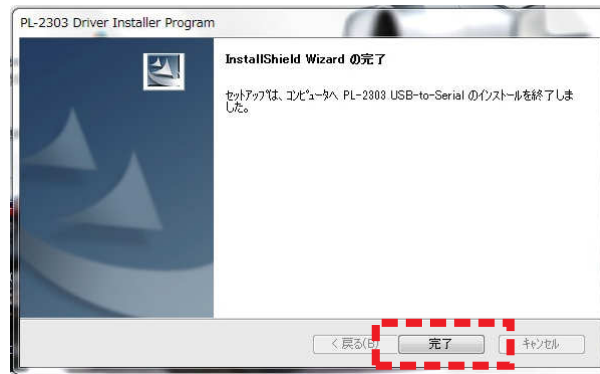 PL-2303 Driver Installer Program
InstallShield Wizard の完了
セットアップは、コンピュータへ PL-2303 USB-to-Serial のインストールを終了しま
した。
< 戻る(B)
完了
キャンセル